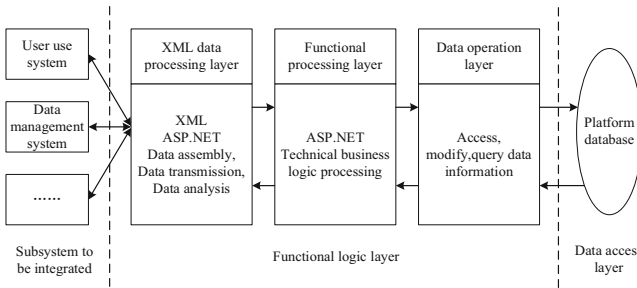 User use
system
Data
management
system
......
Subsystem to
be integrated
XML data
processing layer
XML
ASP.NET
Data assembly,
Data transmission,
Data analysis
Functional
processing layer
ASP.NET
Technical business
logic processing
Data operation
layer
Access,
modify,query data
information
Functional logic layer
Platform
database
Data access
layer